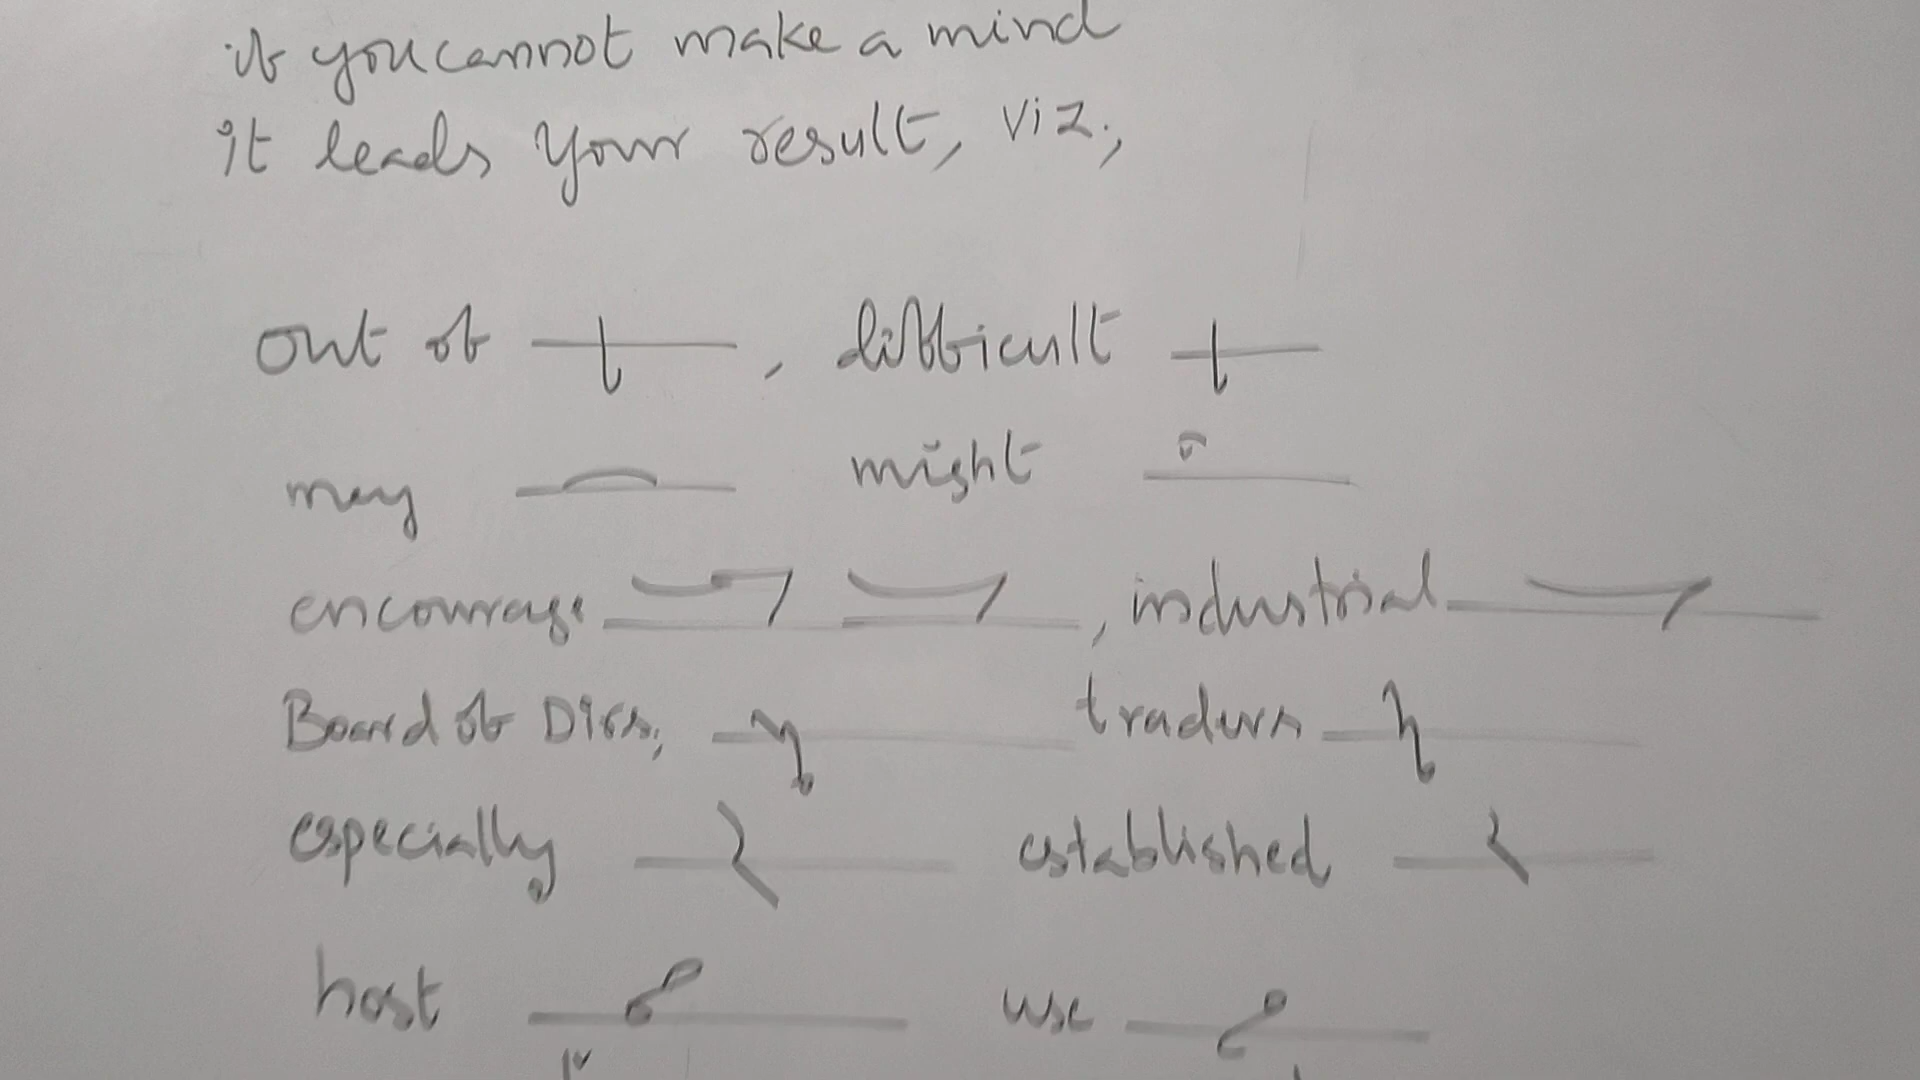 if you cannot make a mind
it leads your result, viz.,
out of , difficult
may might
encourage , industrial
Board of Dirs, traders
especially established
host use